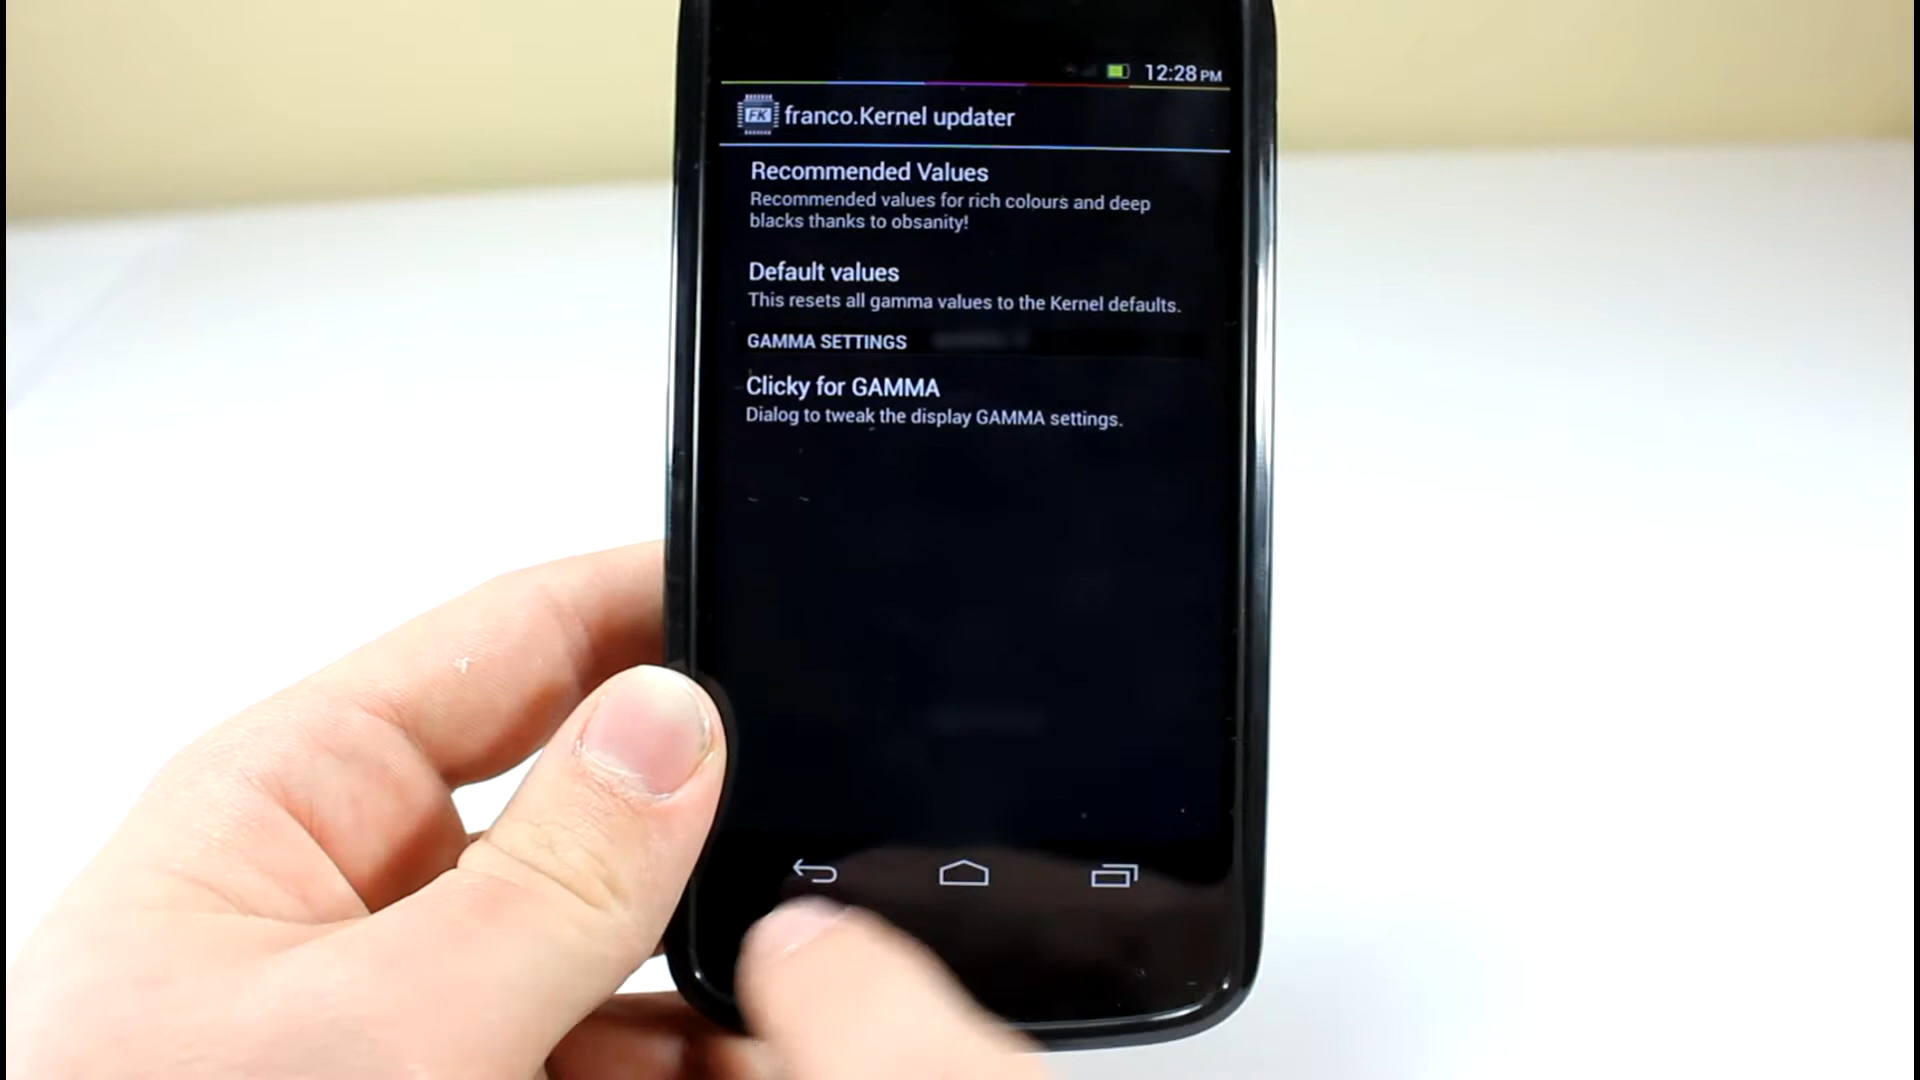 12:28 PM
FK
franco.Kernel updater
Recommended Values
Recommended values for rich colours and deep
blacks thanks to obsanity!
Default values
This resets all gamma values to the Kernel defaults.
GAMMA SETTINGS
Clicky for GAMMA
Dialog to tweak the display GAMMA settings.